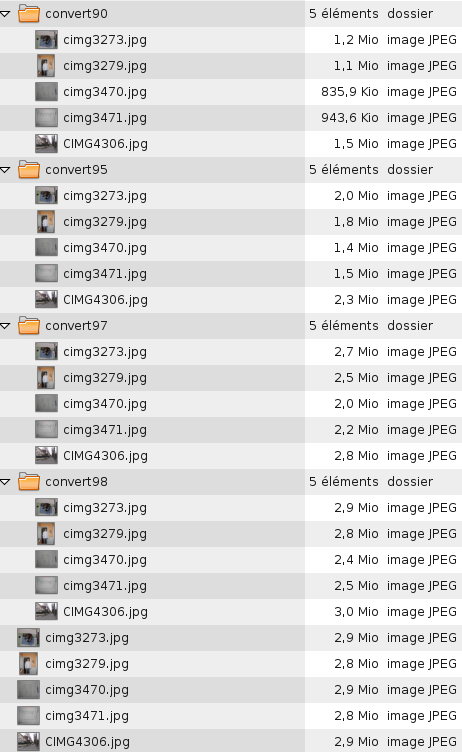 convert90 5 éléments dossier
cimg3273.jpg 1,2 Mio image JPEG
cimg3279.jpg 1,1 Mio image JPEG
cimg3470.jpg 835,9 Kio image JPEG
cimg3471.jpg 943,6 Kio image JPEG
CIMG4306.jpg 1,5 Mio image JPEG
convert95 5 éléments dossier
cimg3273.jpg 2,0 Mio image JPEG
cimg3279.jpg 1,8 Mio image JPEG
cimg3470.jpg 1,4 Mio image JPEG
cimg3471.jpg 1,5 Mio image JPEG
CIMG4306.jpg 2,3 Mio image JPEG
convert97 5 éléments dossier
cimg3273.jpg 2,7 Mio image JPEG
cimg3279.jpg 2,5 Mio image JPEG
cimg3470.jpg 2,0 Mio image JPEG
cimg3471.jpg 2,2 Mio image JPEG
CIMG4306.jpg 2,8 Mio image JPEG
convert98 5 éléments dossier
cimg3273.jpg 2,9 Mio image JPEG
cimg3279.jpg 2,8 Mio image JPEG
cimg3470.jpg 2,4 Mio image JPEG
cimg3471.jpg 2,5 Mio image JPEG
CIMG4306.jpg 3,0 Mio image JPEG
cimg3273.jpg 2,9 Mio image JPEG
cimg3279.jpg 2,8 Mio image JPEG
cimg3470.jpg 2,9 Mio image JPEG
cimg3471.jpg 2,8 Mio image JPEG
CIMG4306.jpg 2,9 Mio image JPEG